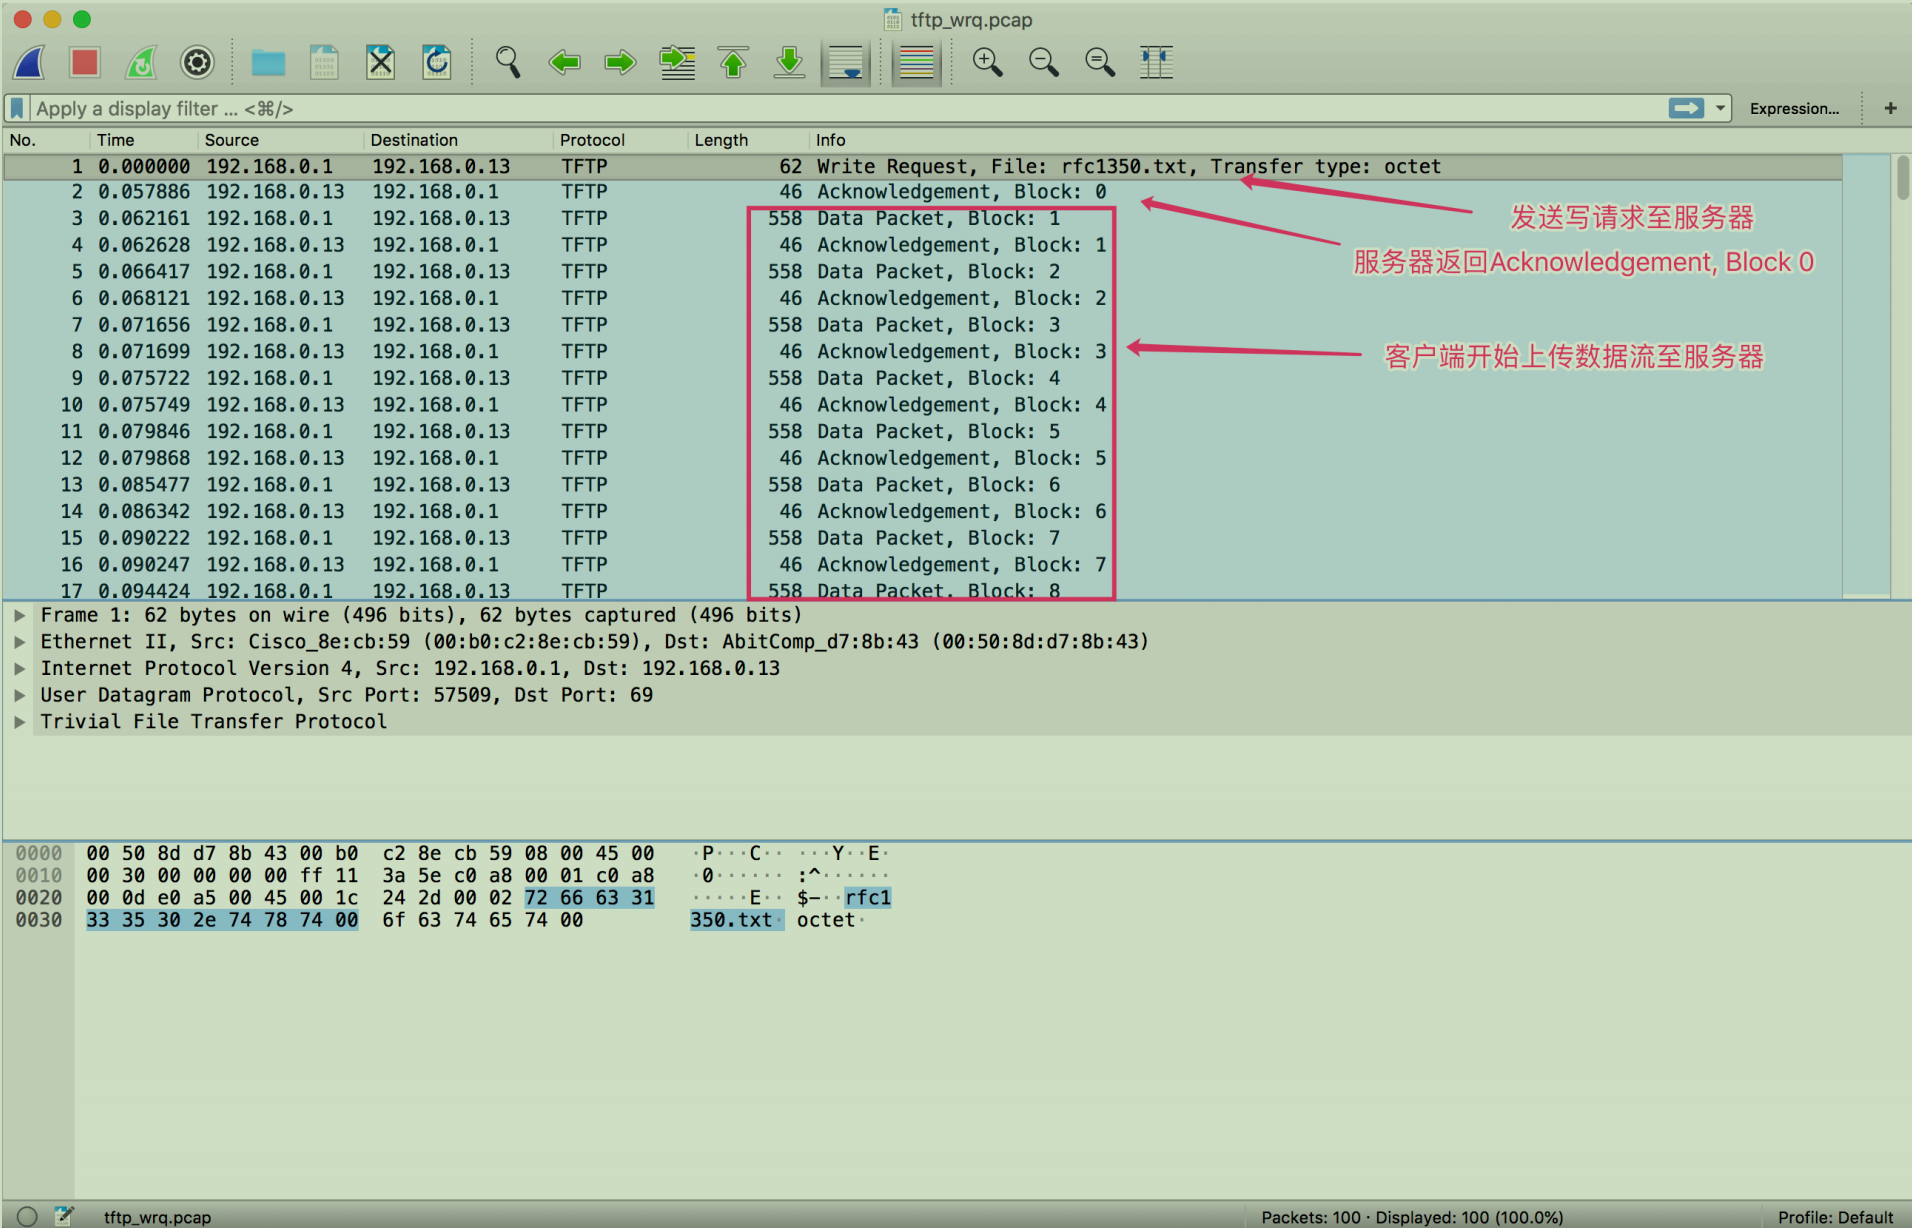 tftp_wrq.pcap
Apply a display filter ... <⌘/>
Expression... +
No. Time Source Destination Protocol Length Info
1 0.000000 192.168.0.1 192.168.0.13 TFTP 62 Write Request, File: rfc1350.txt, Transfer type: octet
2 0.057886 192.168.0.13 192.168.0.1 TFTP 46 Acknowledgement, Block: 0
3 0.062161 192.168.0.1 192.168.0.13 TFTP 558 Data Packet, Block: 1
发送写请求至服务器
4 0.062628 192.168.0.13 192.168.0.1 TFTP 46 Acknowledgement, Block: 1
服务器返回Acknowledgement, Block 0
5 0.066417 192.168.0.1 192.168.0.13 TFTP 558 Data Packet, Block: 2
6 0.068121 192.168.0.13 192.168.0.1 TFTP 46 Acknowledgement, Block: 2
7 0.071656 192.168.0.1 192.168.0.13 TFTP 558 Data Packet, Block: 3
8 0.071699 192.168.0.13 192.168.0.1 TFTP 46 Acknowledgement, Block: 3
客户端开始上传数据流至服务器
9 0.075722 192.168.0.1 192.168.0.13 TFTP 558 Data Packet, Block: 4
10 0.075749 192.168.0.13 192.168.0.1 TFTP 46 Acknowledgement, Block: 4
11 0.079846 192.168.0.1 192.168.0.13 TFTP 558 Data Packet, Block: 5
12 0.079868 192.168.0.13 192.168.0.1 TFTP 46 Acknowledgement, Block: 5
13 0.085477 192.168.0.1 192.168.0.13 TFTP 558 Data Packet, Block: 6
14 0.086342 192.168.0.13 192.168.0.1 TFTP 46 Acknowledgement, Block: 6
15 0.090222 192.168.0.1 192.168.0.13 TFTP 558 Data Packet, Block: 7
16 0.090247 192.168.0.13 192.168.0.1 TFTP 46 Acknowledgement, Block: 7
17 0.094424 192.168.0.1 192.168.0.13 TFTP 558 Data Packet, Block: 8
Frame 1: 62 bytes on wire (496 bits), 62 bytes captured (496 bits)
Ethernet II, Src: Cisco_8e:cb:59 (00:b0:c2:8e:cb:59), Dst: AbitComp_d7:8b:43 (00:50:8d:d7:8b:43)
Internet Protocol Version 4, Src: 192.168.0.1, Dst: 192.168.0.13
User Datagram Protocol, Src Port: 57509, Dst Port: 69
Trivial File Transfer Protocol
0000 00 50 8d d7 8b 43 00 b0 c2 8e cb 59 08 00 45 00 ·P···C·· ···Y··E·
0010 00 30 00 00 00 00 ff 11 3a 5e c0 a8 00 01 c0 a8 ·0······ :^······
0020 00 0d e0 a5 00 45 00 1c 24 2d 00 02 72 66 63 31 ·····E·· $-··rfc1
0030 33 35 30 2e 74 78 74 00 6f 63 74 65 74 00 350.txt· octet·
tftp_wrq.pcap Packets: 100 · Displayed: 100 (100.0%) Profile: Default